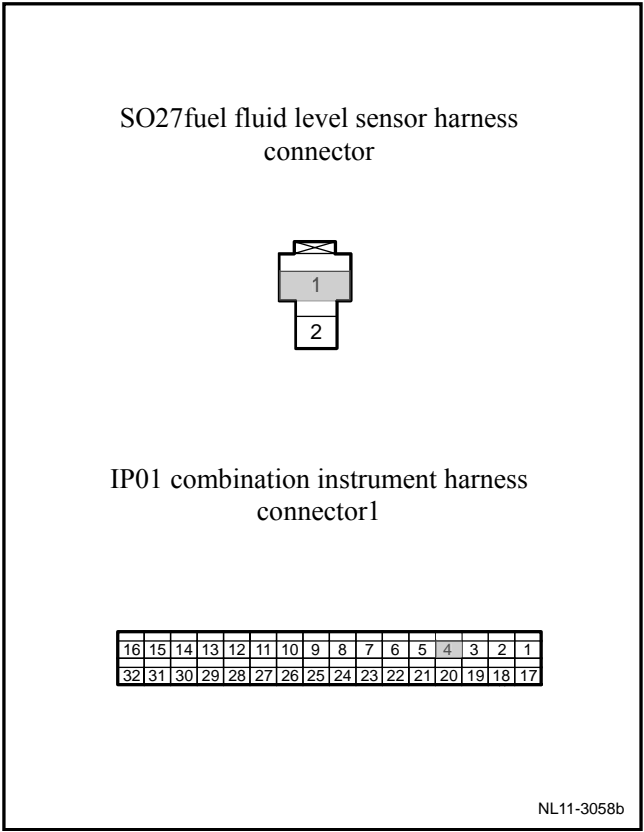 SO27fuel fluid level sensor harness
connector
1
2
IP01 combination instrument harness
connector1
16 15 14 13 12 11 10 9 8 7 6 5 4 3 2 1
32 31 30 29 28 27 26 25 24 23 22 21 20 19 18 17
NL11-3058b